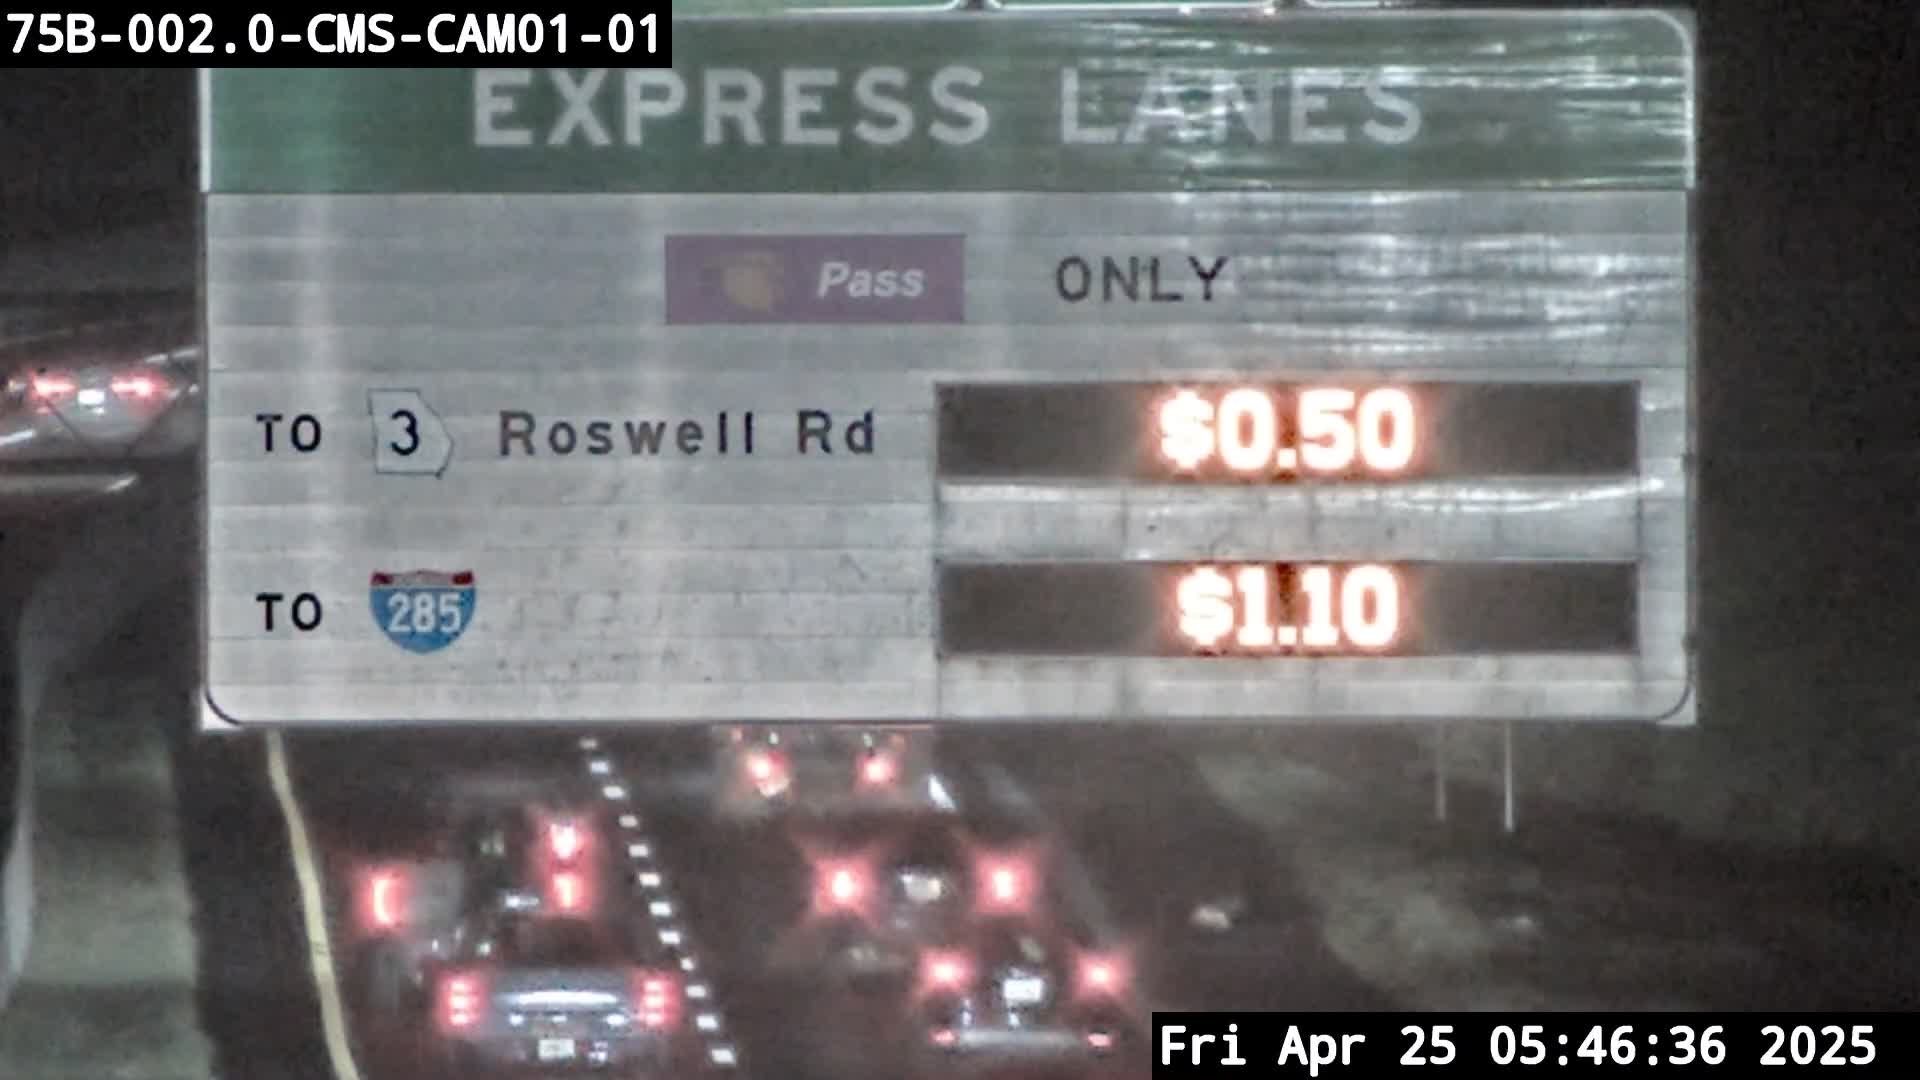 75B-002.0-CMS-CAM01-01
EXPRESS LANES
Pass ONLY
TO 3 Roswell Rd $0.50
TO 285 $1.10
Fri Apr 25 05:46:36 2025